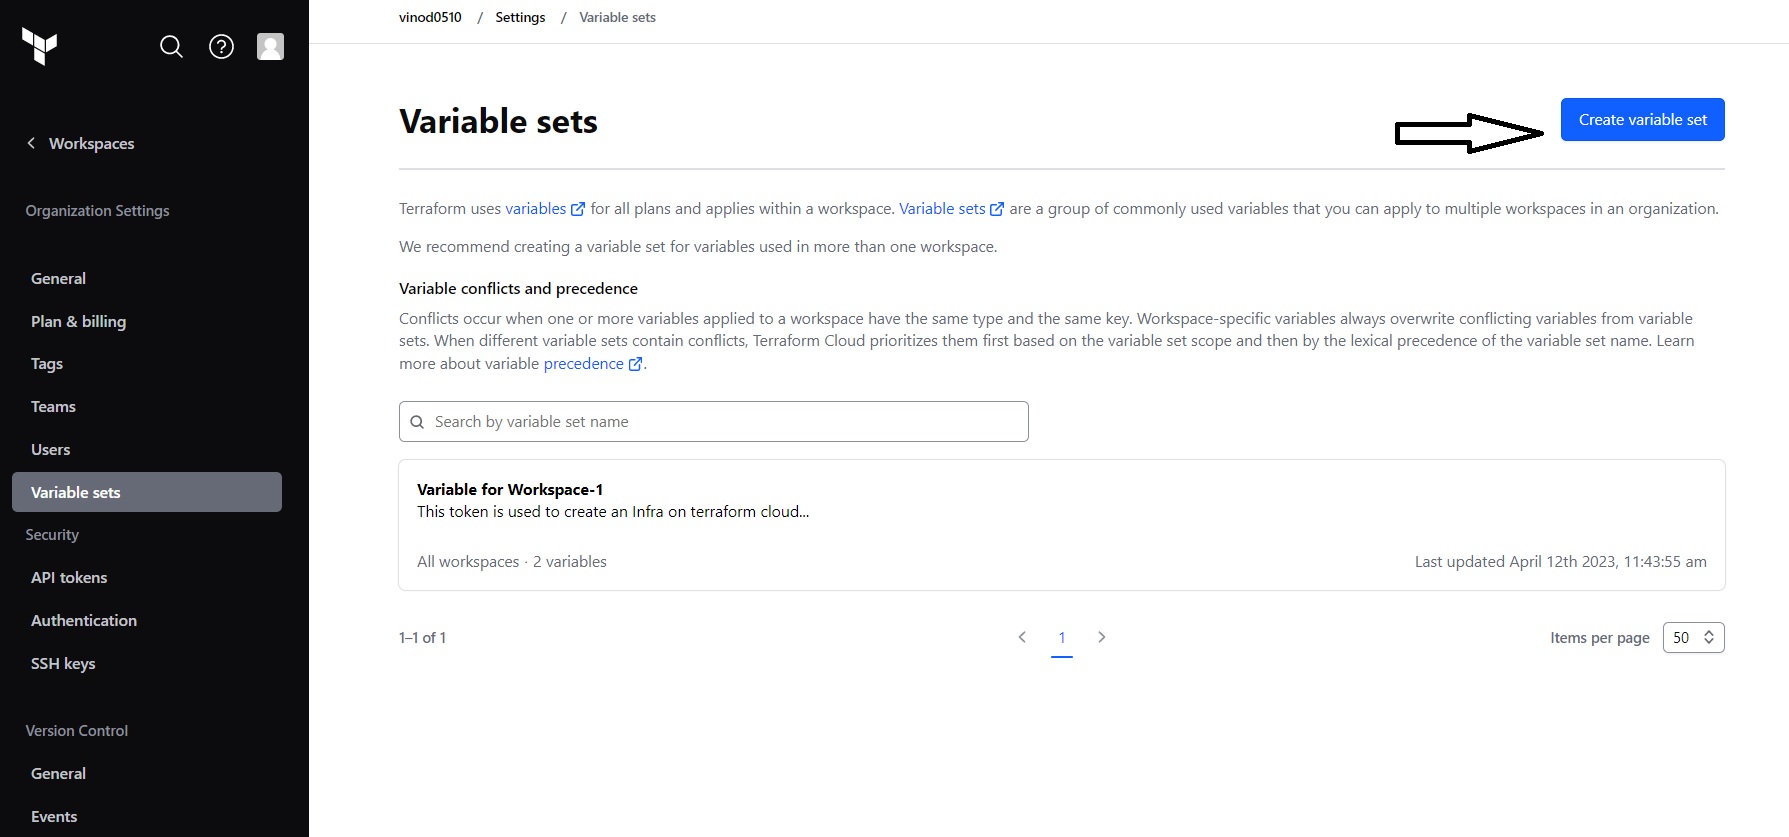 vinod0510 / Settings / Variable sets
Workspaces
Organization Settings
General
Plan & billing
Tags
Teams
Users
Variable sets
Security
API tokens
Authentication
SSH keys
Version Control
General
Events
Variable sets
Create variable set
Terraform uses variables for all plans and applies within a workspace. Variable sets are a group of commonly used variables that you can apply to multiple workspaces in an organization.
We recommend creating a variable set for variables used in more than one workspace.
Variable conflicts and precedence
Conflicts occur when one or more variables applied to a workspace have the same type and the same key. Workspace-specific variables always overwrite conflicting variables from variable
sets. When different variable sets contain conflicts, Terraform Cloud prioritizes them first based on the variable set scope and then by the lexical precedence of the variable set name. Learn
more about variable precedence .
Search by variable set name
Variable for Workspace-1
This token is used to create an Infra on terraform cloud...
All workspaces · 2 variables
Last updated April 12th 2023, 11:43:55 am
1–1 of 1
1
Items per page 50